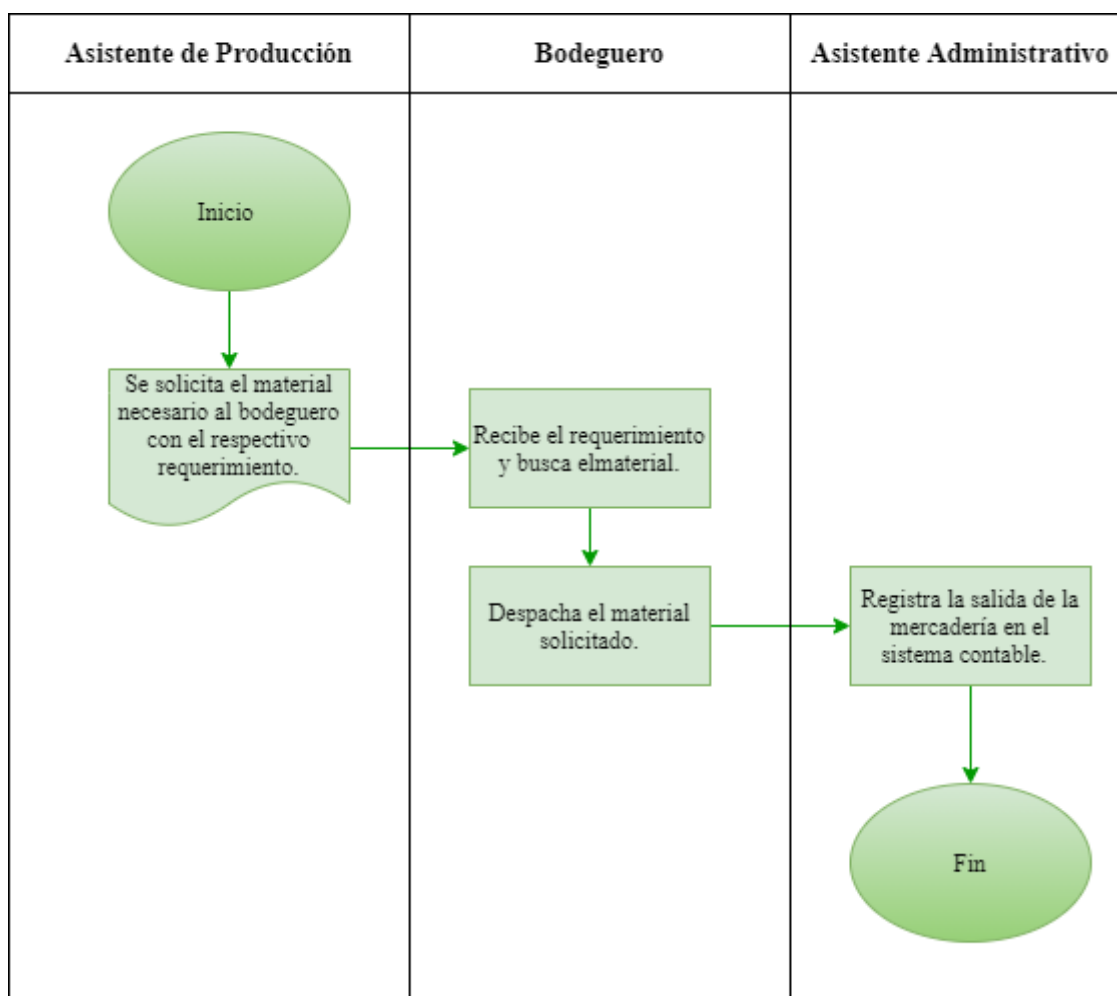 Asistente de Producción
Bodeguero
Asistente Administrativo
Inicio
Se solicita el material
necesario al bodeguero
con el respectivo
requerimiento.
Recibe el requerimiento
y busca elmaterial.
Despacha el material
solicitado.
Registra la salida de la
mercadería en el
sistema contable.
Fin